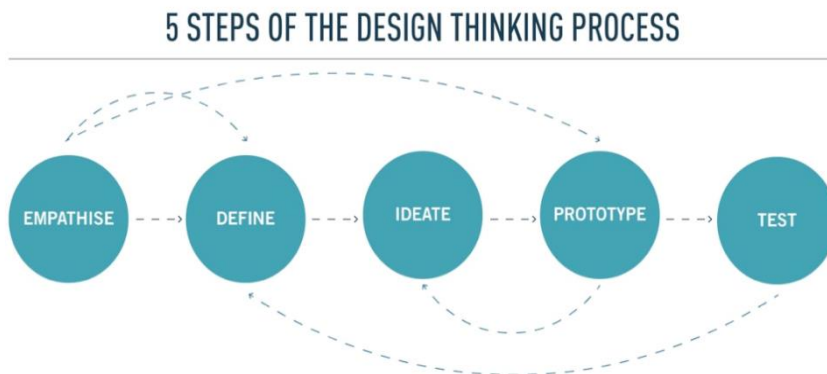 5 STEPS OF THE DESIGN THINKING PROCESS
EMPATHISE
DEFINE
IDEATE
PROTOTYPE
TEST